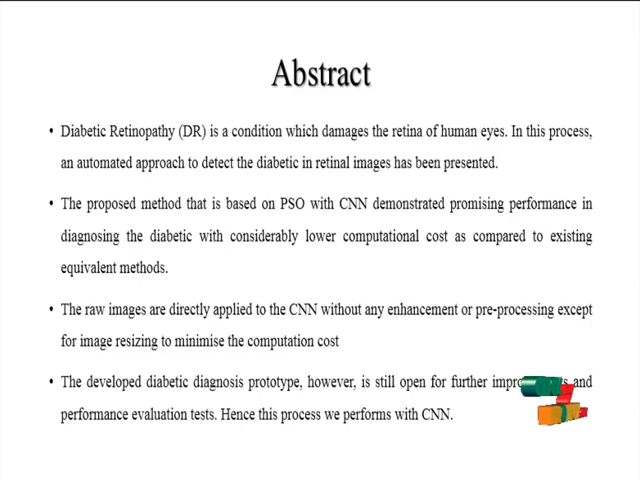 Abstract
• Diabetic Retinopathy (DR) is a condition which damages the retina of human eyes. In this process,
an automated approach to detect the diabetic in retinal images has been presented.
• The proposed method that is based on PSO with CNN demonstrated promising performance in
diagnosing the diabetic with considerably lower computational cost as compared to existing
equivalent methods.
• The raw images are directly applied to the CNN without any enhancement or pre-processing except
for image resizing to minimise the computation cost
• The developed diabetic diagnosis prototype, however, is still open for further and
performance evaluation tests. Hence this process we performs with CNN.